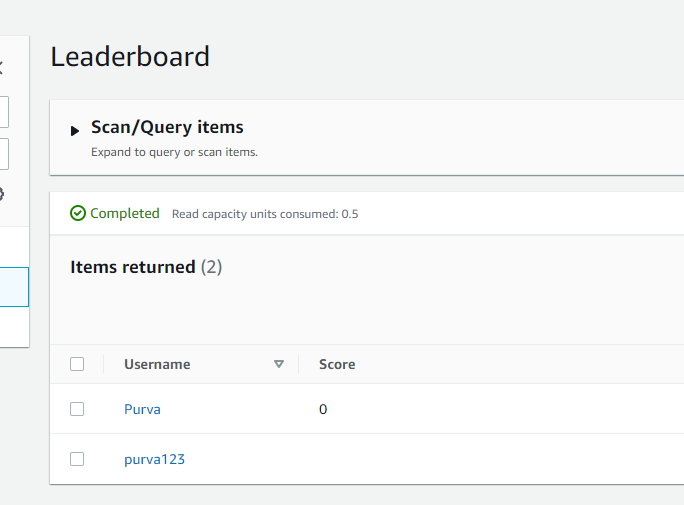 Leaderboard
Scan/Query items
Expand to query or scan items.
Completed Read capacity units consumed: 0.5
Items returned (2)
Username Score
Purva 0
purva123